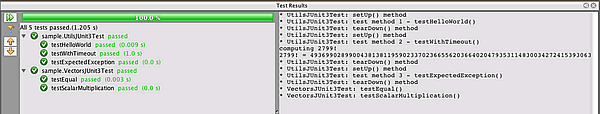 Test Results
100.0 %
All 5 tests passed.(1.205 s)
sample.UtilsJUnit3Test passed
testHelloWorld passed (0.009 s)
testWithTimeout passed (1.0 s)
testExpectedException passed (0.0 s)
sample.VectorsJUnit3Test passed
testEqual passed (0.003 s)
testScalarMultiplication passed (0.0 s)
* UtilsJUnit3Test: setUp() method
* UtilsJUnit3Test: test method 1 - testHelloWorld()
* UtilsJUnit3Test: tearDown() method
* UtilsJUnit3Test: setUp() method
* UtilsJUnit3Test: test method 2 - testWithTimeout()
computing 2799!
* UtilsJUnit3Test: tearDown() method
* UtilsJUnit3Test: setUp() method
* UtilsJUnit3Test: test method 3 - testExpectedException()
* UtilsJUnit3Test: tearDown() method
* VectorsJUnit3Test: testEqual()
* VectorsJUnit3Test: testScalarMultiplication()